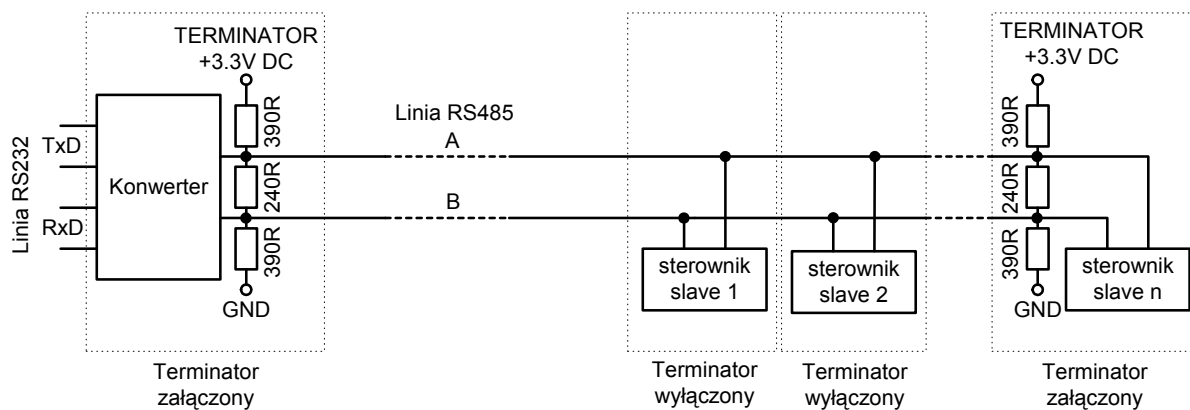 TERMINATOR
+3.3V DC
390R
240R
390R
GND
Linia RS232
TxD
RxD
Konwerter
Linia RS485
A
B
sterownik
slave 1
sterownik
slave 2
TERMINATOR
+3.3V DC
390R
240R
390R
GND
sterownik
slave n
Terminator
załączony
Terminator
wyłączony
Terminator
wyłączony
Terminator
załączony